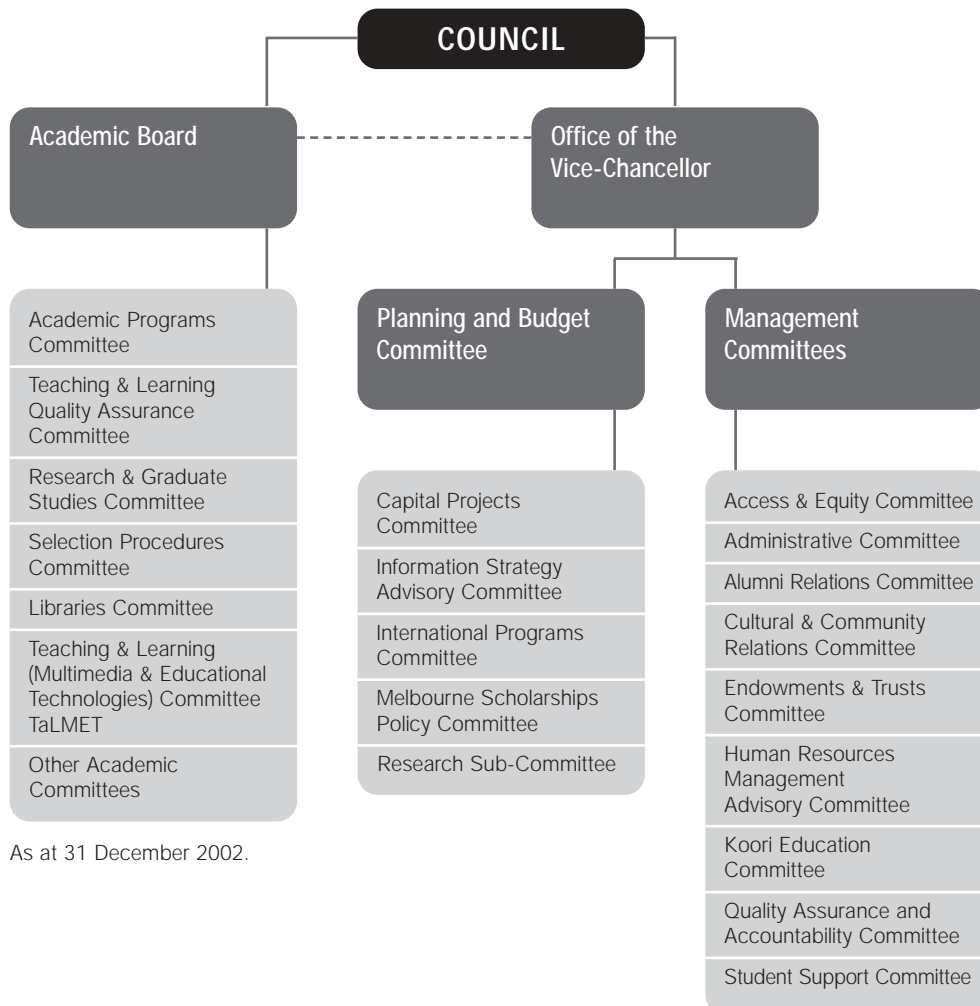 COUNCIL
Academic Board
Office of the
Vice-Chancellor
Academic Programs
Committee
Teaching & Learning
Quality Assurance
Committee
Research & Graduate
Studies Committee
Selection Procedures
Committee
Libraries Committee
Teaching & Learning
(Multimedia & Educational
Technologies) Committee
TaLMET
Other Academic
Committees
As at 31 December 2002.
Planning and Budget
Committee
Capital Projects
Committee
Information Strategy
Advisory Committee
International Programs
Committee
Melbourne Scholarships
Policy Committee
Research Sub-Committee
Management
Committees
Access & Equity Committee
Administrative Committee
Alumni Relations Committee
Cultural & Community
Relations Committee
Endowments & Trusts
Committee
Human Resources
Management
Advisory Committee
Koori Education
Committee
Quality Assurance and
Accountability Committee
Student Support Committee